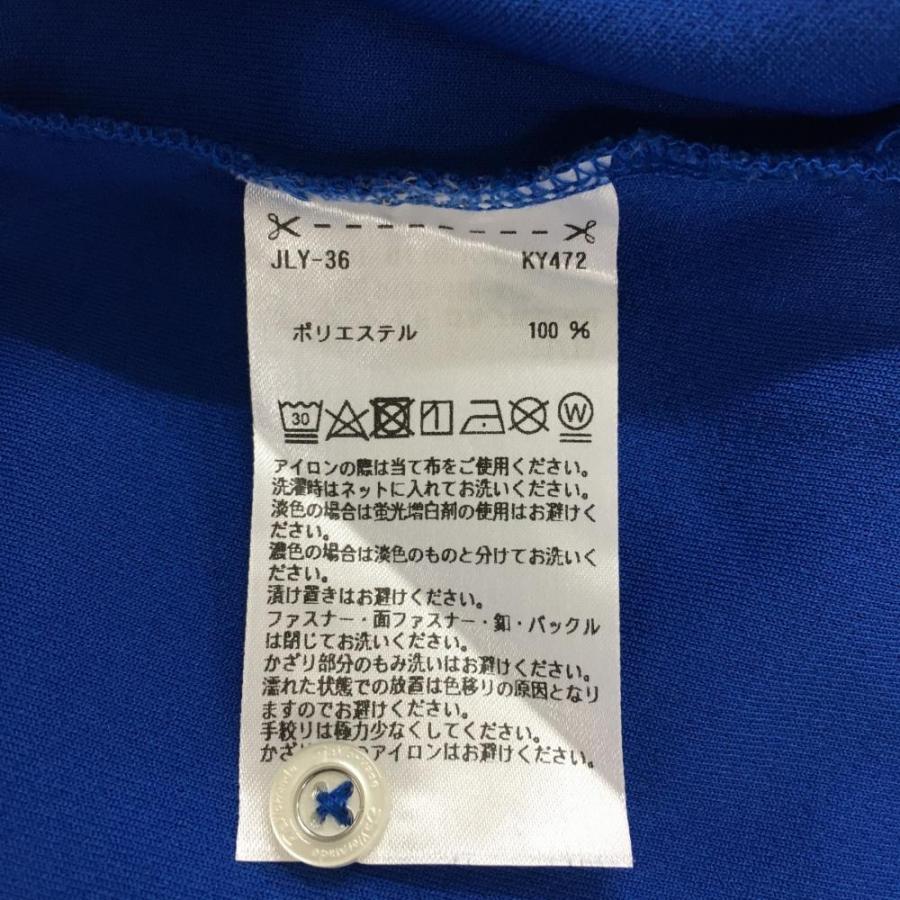 JLY-36 KY472
ポリエステル 100 %
30 W
アイロンの際は当て布をご使用ください。
洗濯時はネットに入れてお洗いください。
淡色の場合は蛍光増白剤の使用はお避けく
ださい。
濃色の場合は淡色のものと分けてお洗いく
ださい。
漬け置きはお避けください。
ファスナー・面ファスナー・釦・バックル
は閉じてお洗いください。
かざり部分のもみ洗いはお避けください。
濡れた状態での放置は色移りの原因となり
ますのでお避けください。
手絞りは極力少なくしてください。
かざ のアイロンはお避けください。